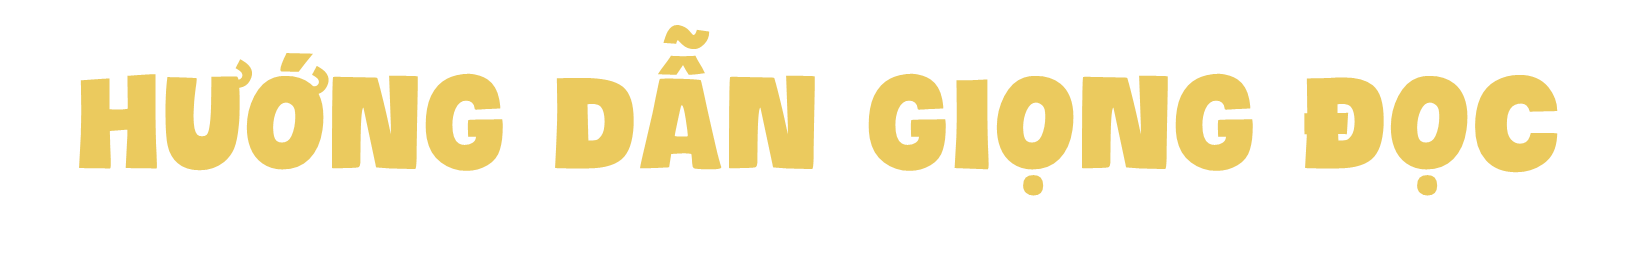 HƯỚNG DẪN GIỌNG ĐỌC